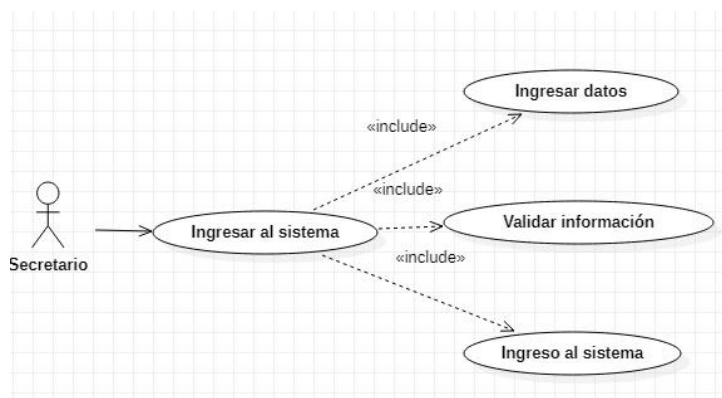 Ingresar datos
«include»
«include»
Validar información
Ingresar al sistema
«include»
Secretario
Ingreso al sistema